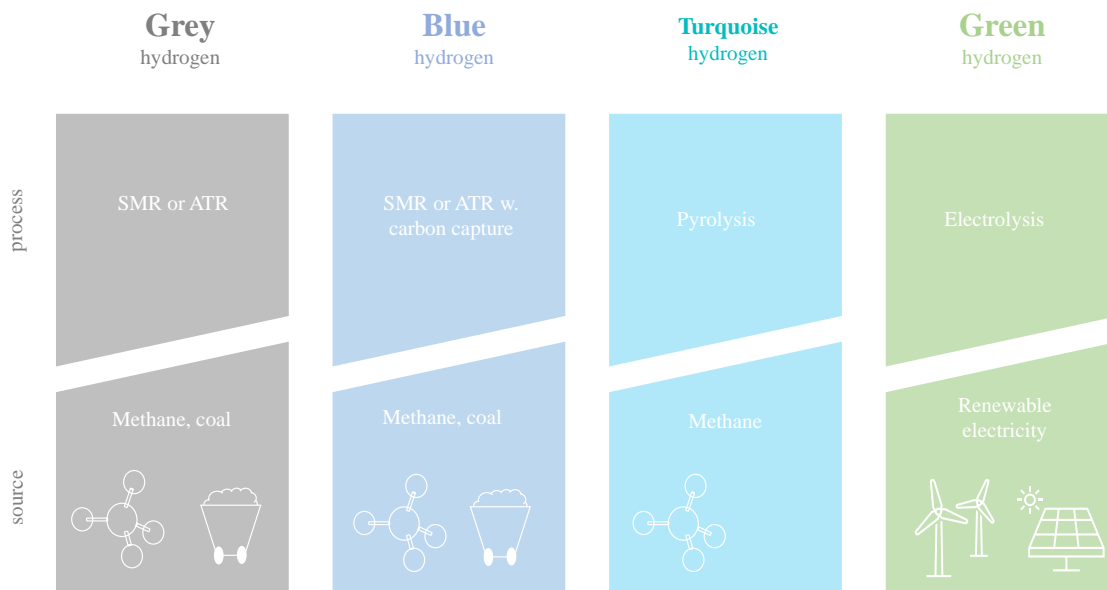 Grey
hydrogen
Blue
hydrogen
Turquoise
hydrogen
Green
hydrogen
process
SMR or ATR
SMR or ATR w.
carbon capture
Pyrolysis
Electrolysis
source
Methane, coal
Methane, coal
Methane
Renewable
electricity